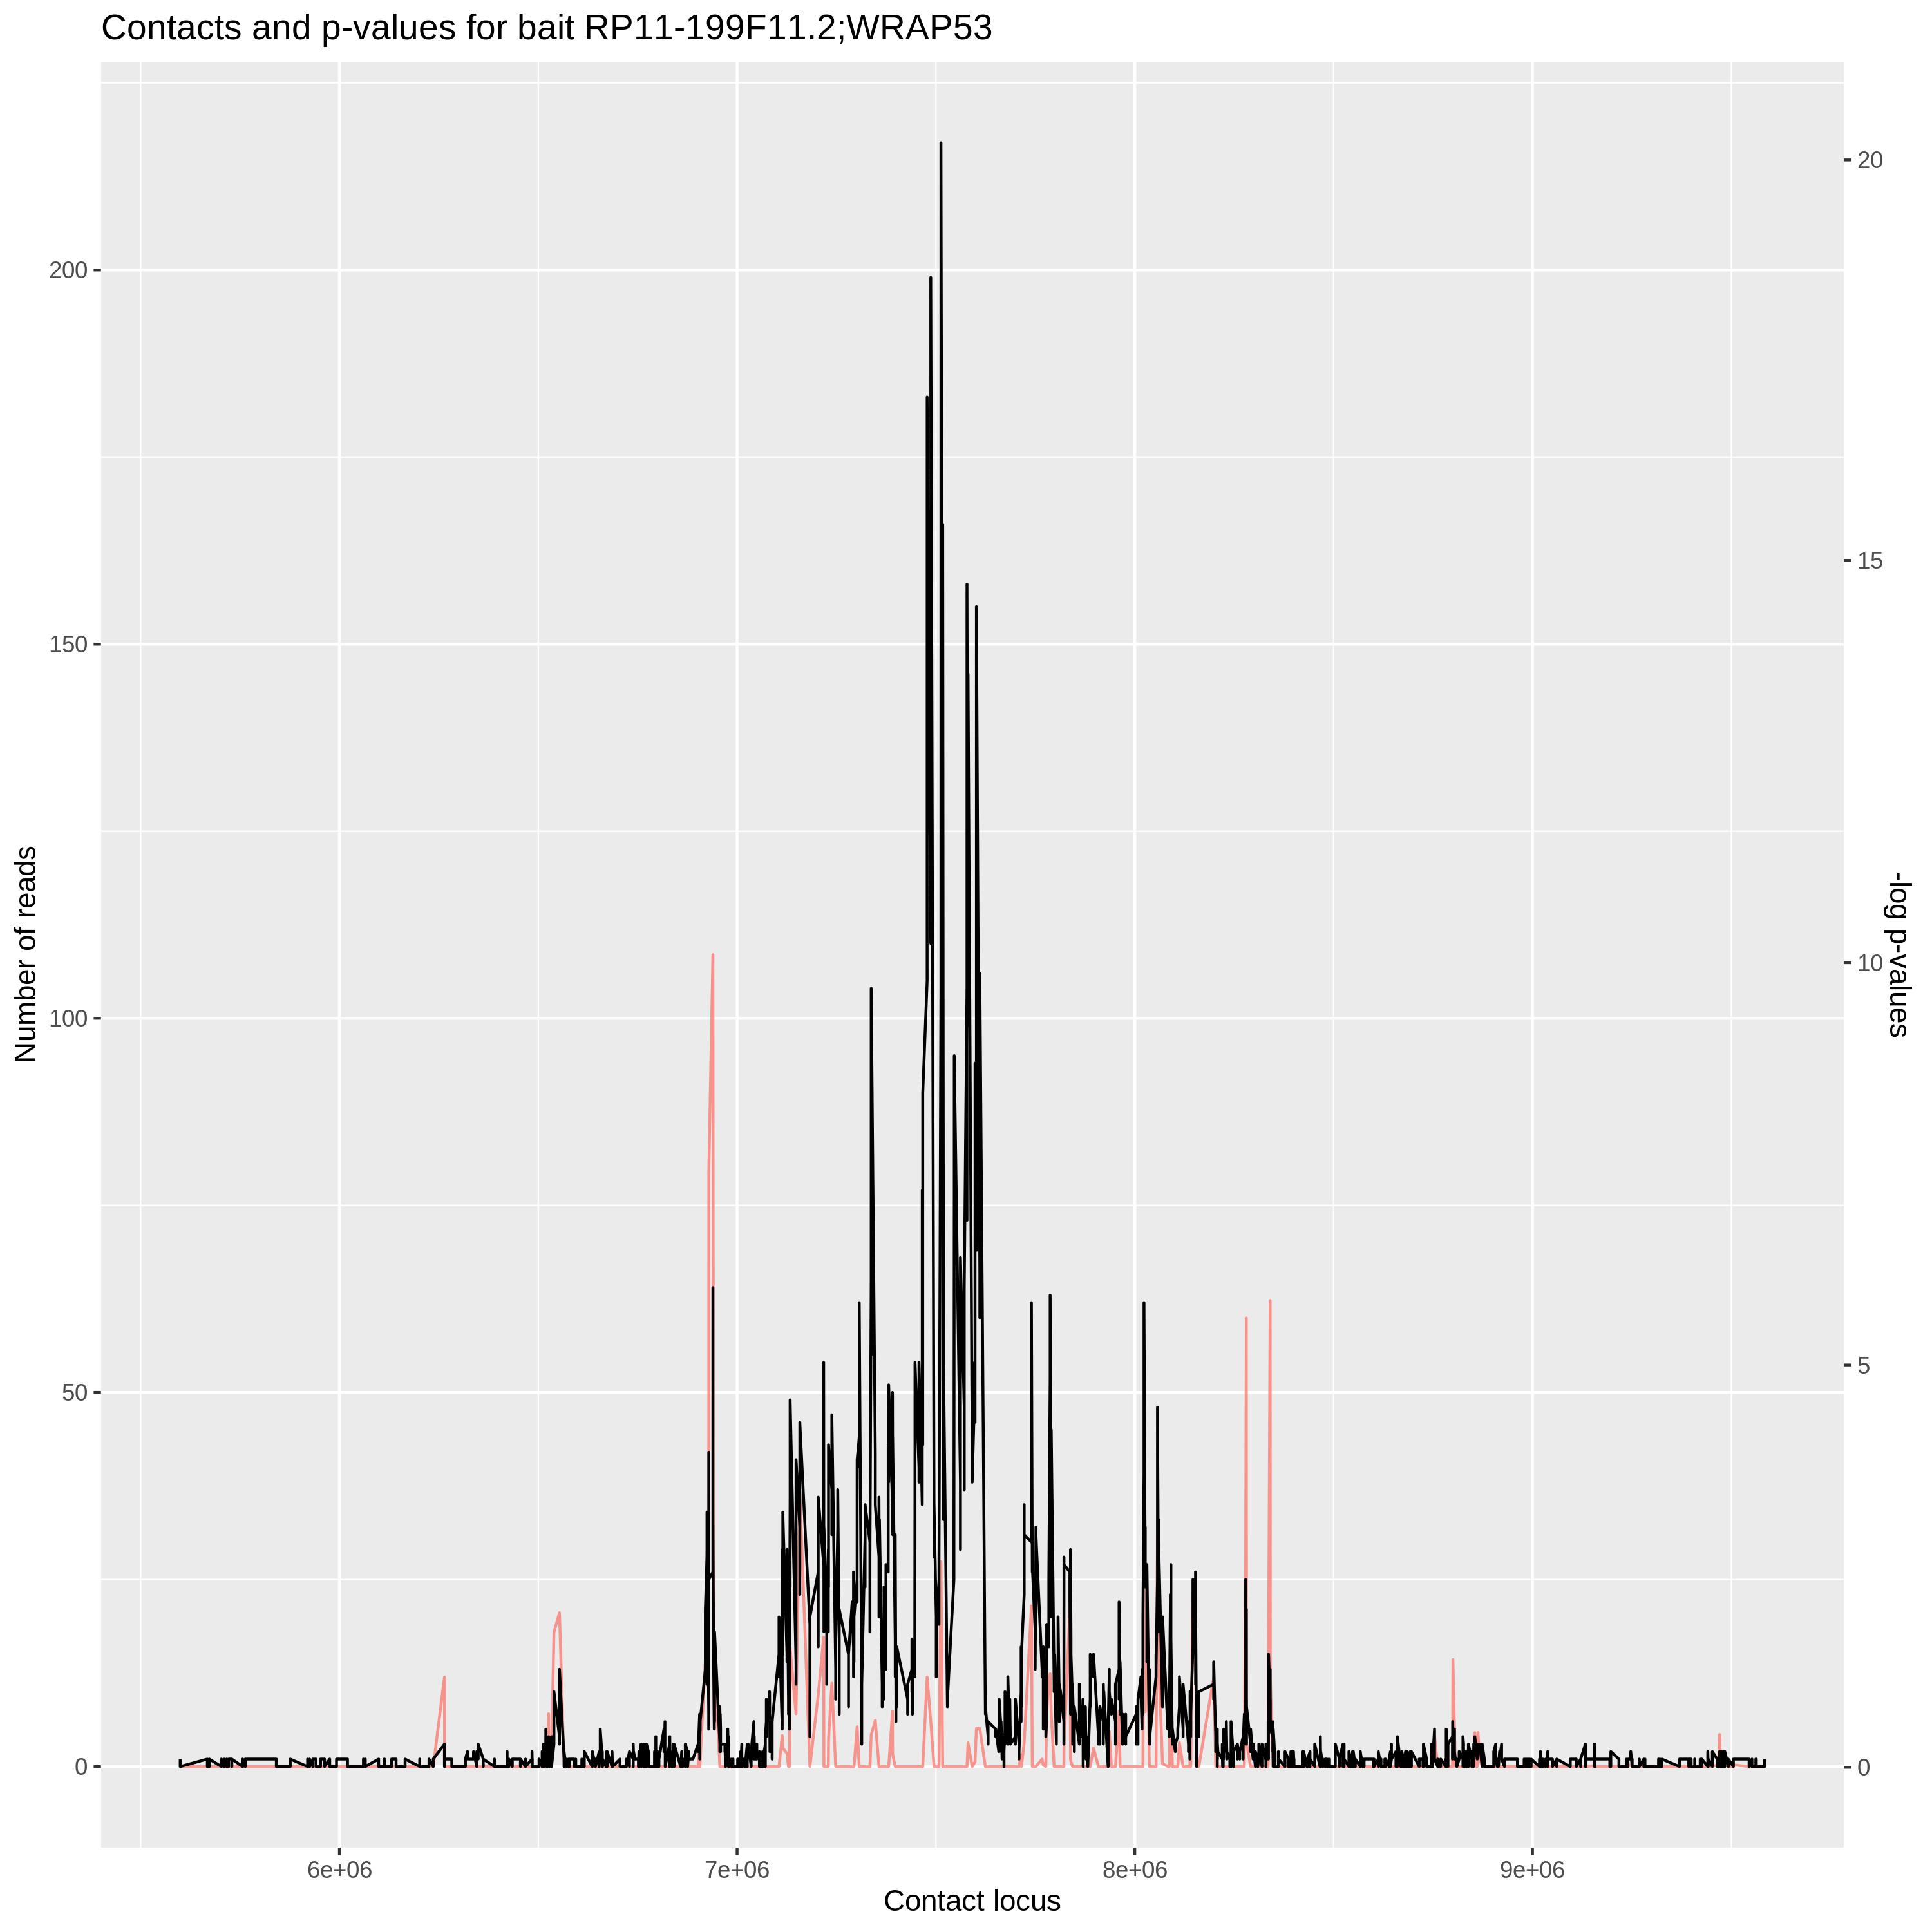 Contacts and p-values for bait RP11-199F11.2;WRAP53
Number of reads
200
150
100
50
0
20
15
10
5
0
-log p-values
6e+06
7e+06
8e+06
9e+06
Contact locus